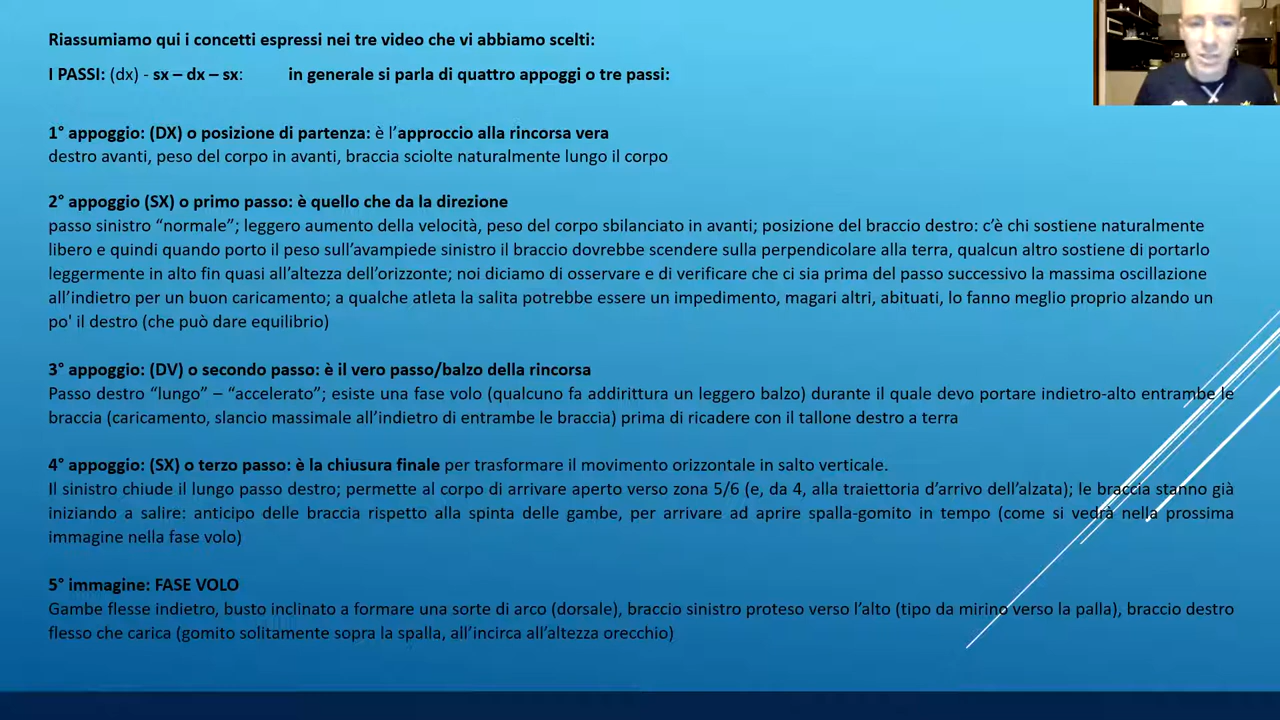 Riassumiamo qui i concetti espressi nei tre video che vi abbiamo scelti:
I PASSI: (dx) - sx – dx – sx: in generale si parla di quattro appoggi o tre passi:
1° appoggio: (DX) o posizione di partenza: è l’approccio alla rincorsa vera
destro avanti, peso del corpo in avanti, braccia sciolte naturalmente lungo il corpo
2° appoggio (SX) o primo passo: è quello che da la direzione
passo sinistro “normale”; leggero aumento della velocità, peso del corpo sbilanciato in avanti; posizione del braccio destro: c’è chi sostiene naturalmente
libero e quindi quando porto il peso sull’avampiede sinistro il braccio dovrebbe scendere sulla perpendicolare alla terra, qualcun altro sostiene di portarlo
leggermente in alto fin quasi all’altezza dell’orizzonte; noi diciamo di osservare e di verificare che ci sia prima del passo successivo la massima oscillazione
all’indietro per un buon caricamento; a qualche atleta la salita potrebbe essere un impedimento, magari altri, abituati, lo fanno meglio proprio alzando un
po' il destro (che può dare equilibrio)
3° appoggio: (DV) o secondo passo: è il vero passo/balzo della rincorsa
Passo destro “lungo” – “accelerato”; esiste una fase volo (qualcuno fa addirittura un leggero balzo) durante il quale devo portare indietro-alto entrambe le
braccia (caricamento, slancio massimale all’indietro di entrambe le braccia) prima di ricadere con il tallone destro a terra
4° appoggio: (SX) o terzo passo: è la chiusura finale per trasformare il movimento orizzontale in salto verticale.
Il sinistro chiude il lungo passo destro; permette al corpo di arrivare aperto verso zona 5/6 (e, da 4, alla traiettoria d’arrivo dell’alzata); le braccia stanno già
iniziando a salire: anticipo delle braccia rispetto alla spinta delle gambe, per arrivare ad aprire spalla-gomito in tempo (come si vedrà nella prossima
immagine nella fase volo)
5° immagine: FASE VOLO
Gambe flesse indietro, busto inclinato a formare una sorte di arco (dorsale), braccio sinistro proteso verso l’alto (tipo da mirino verso la palla), braccio destro
flesso che carica (gomito solitamente sopra la spalla, all’incirca all’altezza orecchio)